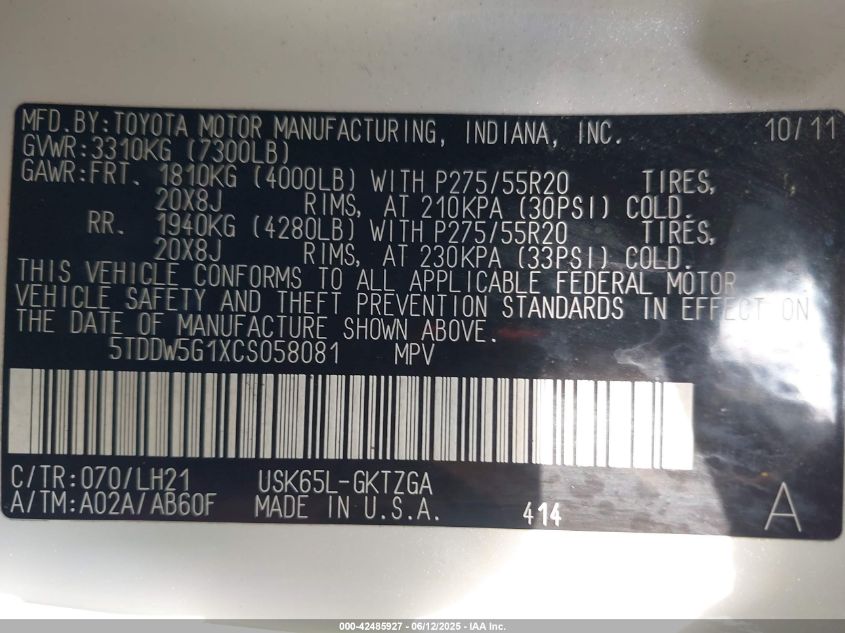 MFD.BY:TOYOTA MOTOR MANUFACTURING, INDIANA, INC. 10/11
GVWR:3310KG (7300LB)
GAWR:FRT. 1810KG (4000LB) WITH P275/55R20 TIRES,
20X8J RIMS, AT 210KPA (30PSI) COLD.
RR. 1940KG (4280LB) WITH P275/55R20 TIRES,
20X8J RIMS, AT 230KPA (33PSI) COLD.
THIS VEHICLE CONFORMS TO ALL APPLICABLE FEDERAL MOTOR
VEHICLE SAFETY AND THEFT PREVENTION STANDARDS IN EFFECT ON
THE DATE OF MANUFACTURE SHOWN ABOVE.
5TDDW5G1XCS058081 MPV
C/TR:070/LH21 USK65L-GKTZGA
A/TM:A02A/AB60F MADE IN U.S.A. 414 A
000-42485927 - 06/12/2025 - IAA Inc.